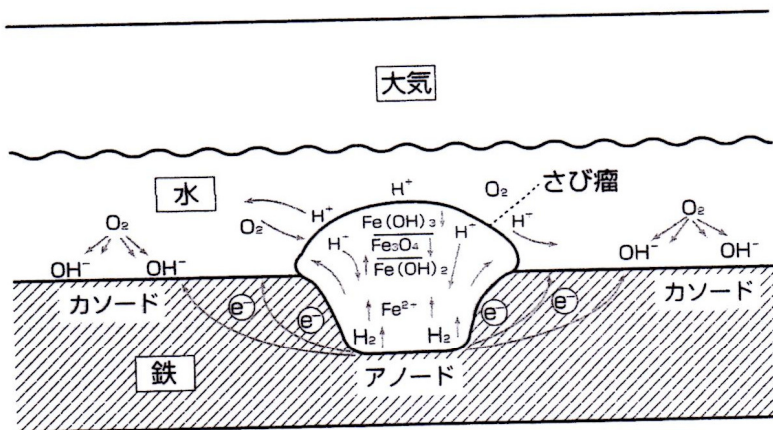 大気
水
さび瘤
H⁺
O₂
H⁺
O₂
O₂
H⁻
O₂
Fe(OH)₃
H⁻
H⁺
Fe₃O₄
Fe(OH)₂
OH⁻
OH⁻
OH⁻
OH⁻
カソード
カソード
e⁻
e⁻
Fe²⁺
e⁻
e⁻
H₂
H₂
鉄
アノード